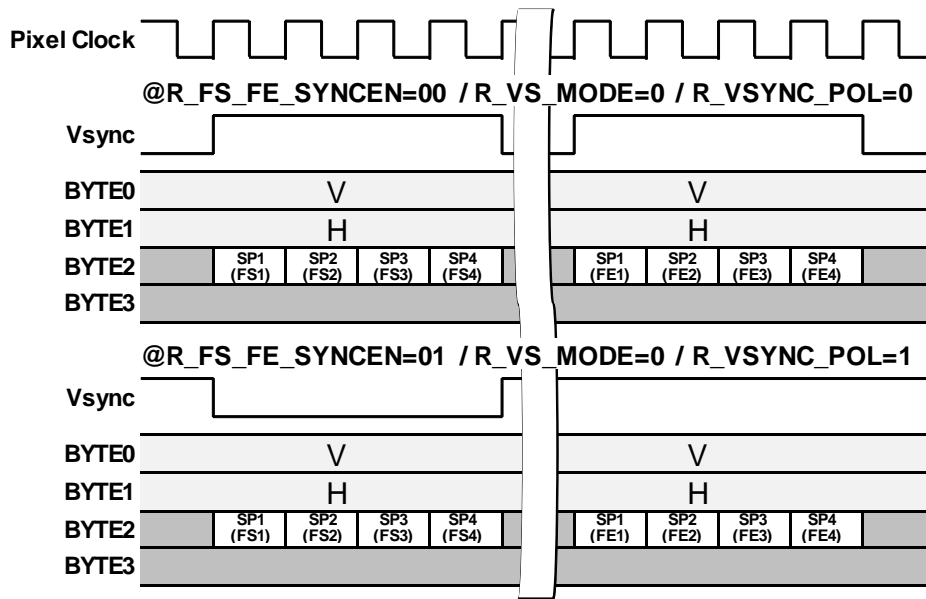 Pixel Clock
@R_FS_FE_SYNCEN=00 / R_VS_MODE=0 / R_VSYNC_POL=0
Vsync
BYTE0 V V
BYTE1 H H
BYTE2 SP1 (FS1) SP2 (FS2) SP3 (FS3) SP4 (FS4) SP1 (FE1) SP2 (FE2) SP3 (FE3) SP4 (FE4)
BYTE3
@R_FS_FE_SYNCEN=01 / R_VS_MODE=0 / R_VSYNC_POL=1
Vsync
BYTE0 V V
BYTE1 H H
BYTE2 SP1 (FS1) SP2 (FS2) SP3 (FS3) SP4 (FS4) SP1 (FE1) SP2 (FE2) SP3 (FE3) SP4 (FE4)
BYTE3